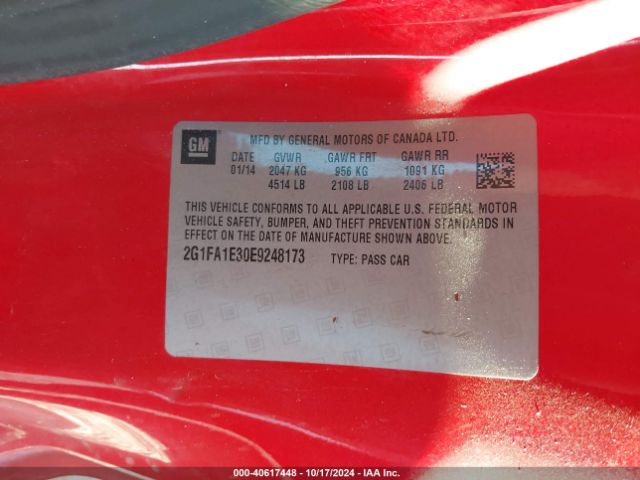 GM
MFD BY GENERAL MOTORS OF CANADA LTD.
DATE GVWR GAWR FRT GAWR RR
01/14 2047 KG 956 KG 1091 KG
4514 LB 2108 LB 2406 LB
THIS VEHICLE CONFORMS TO ALL APPLICABLE U.S. FEDERAL MOTOR
VEHICLE SAFETY, BUMPER, AND THEFT PREVENTION STANDARDS IN
EFFECT ON THE DATE OF MANUFACTURE SHOWN ABOVE.
2G1FA1E30E9248173 TYPE: PASS CAR
000-40617448 - 10/17/2024 - IAA Inc.